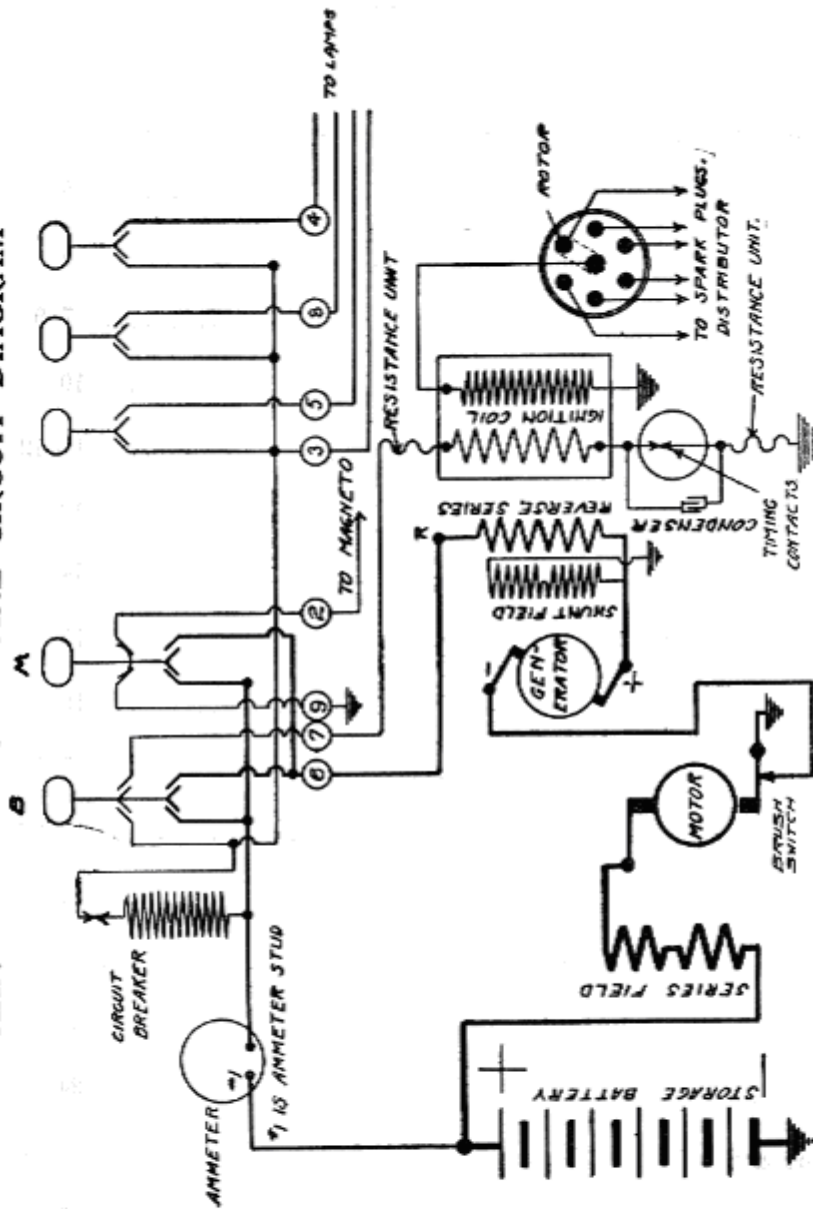 CIRCUIT DIAGRAM
B
M
CIRCUIT
BREAKER
AMMETER
#1
#1 IS AMMETER STUD
6
7
9
2
3
5
8
4
TO LAMPS
TO MAGNETO
RESISTANCE UNIT
R
REVERSE SERIES
SHUNT FIELD
GEN-
ERATOR
-
+
IGNITION COIL
ROTOR
TO SPARK PLUGS.
DISTRIBUTOR
RESISTANCE UNIT.
CONDENSER
TIMING
CONTACTS
MOTOR
BRUSH
SWITCH
SERIES FIELD
+
STORAGE BATTERY
-